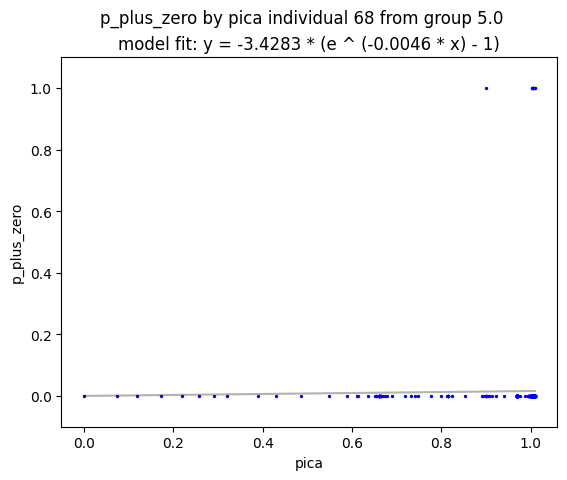 p_plus_zero by pica individual 68 from group 5.0
model fit: y = -3.4283 * (e ^ (-0.0046 * x) - 1)
1.0
0.8
0.6
0.4
0.2
0.0
p_plus_zero
0.0 0.2 0.4 0.6 0.8 1.0
pica